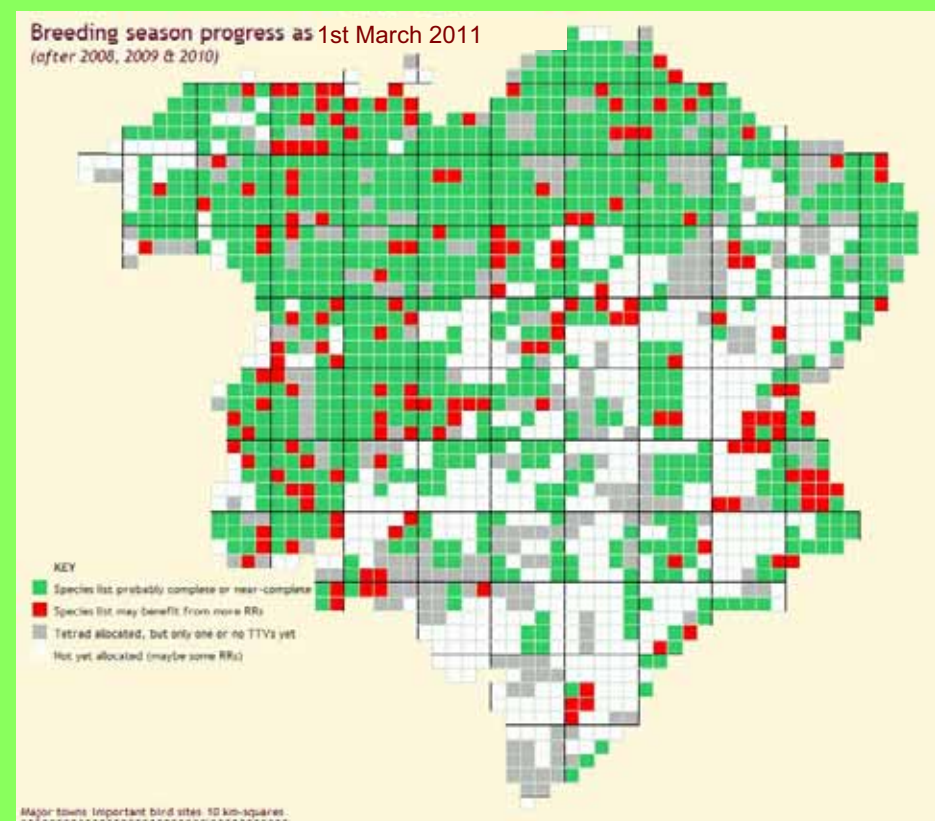 Breeding season progress as 1st March 2011
(after 2008, 2009 & 2010)
KEY
Species list probably complete or near-complete
Species list may benefit from more RRs
Tetrad allocated, but only one or no TTVs yet
Not yet allocated (maybe some RRs)
Major towns Important bird sites 10 km-squares